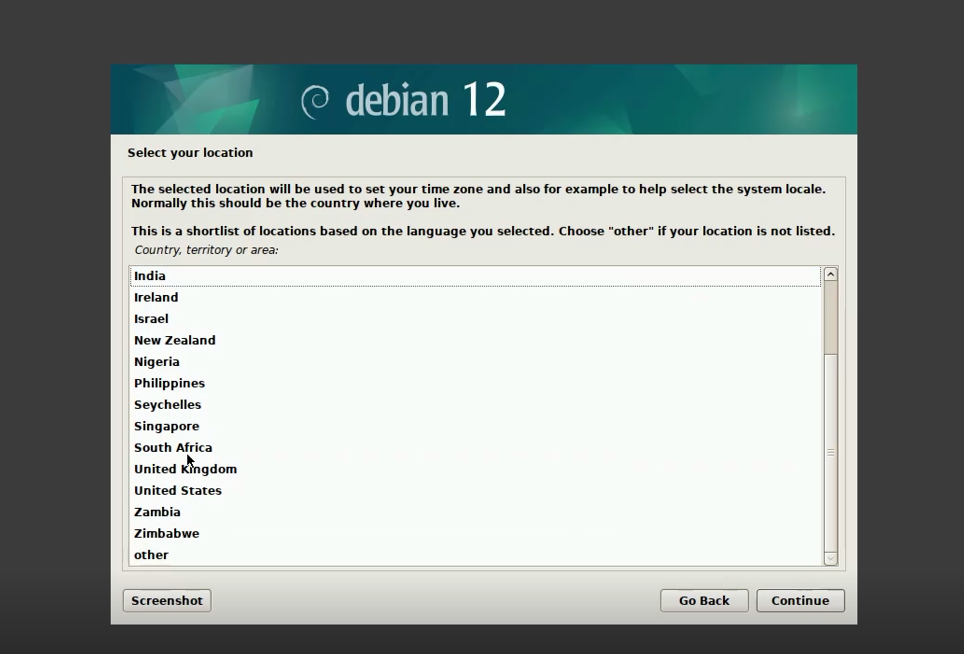 debian 12
Select your location
The selected location will be used to set your time zone and also for example to help select the system locale.
Normally this should be the country where you live.
This is a shortlist of locations based on the language you selected. Choose "other" if your location is not listed.
Country, territory or area:
India
Ireland
Israel
New Zealand
Nigeria
Philippines
Seychelles
Singapore
South Africa
United Kingdom
United States
Zambia
Zimbabwe
other
Screenshot
Go Back
Continue